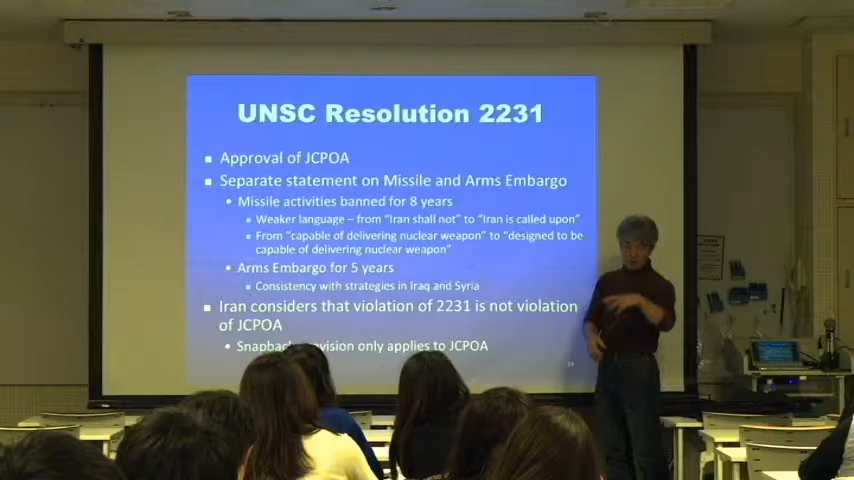 UNSC Resolution 2231
Approval of JCPOA
Separate statement on Missile and Arms Embargo
Missile activities banned for 8 years
Weaker language – from "Iran shall not" to "Iran is called upon"
From "capable of delivering nuclear weapon" to "designed to be
capable of delivering nuclear weapon"
Arms Embargo for 5 years
Consistency with strategies in Iraq and Syria
Iran considers that violation of 2231 is not violation
of JCPOA
only applies to JCPOA